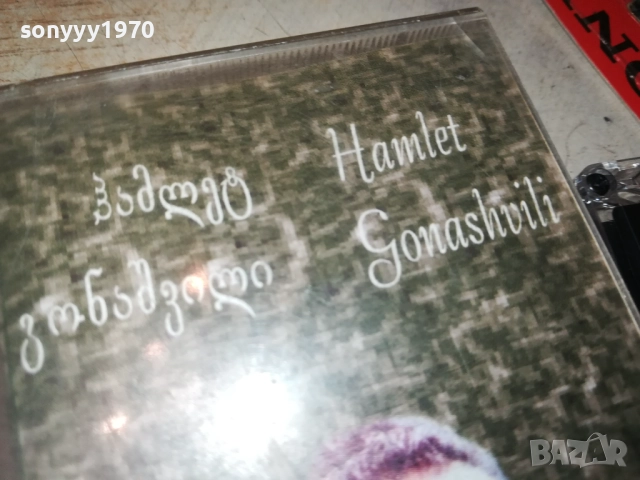 sonyyy1970
ჰამლეტ
გონაშვილი
Hamlet
Gonashvili
BAZAR